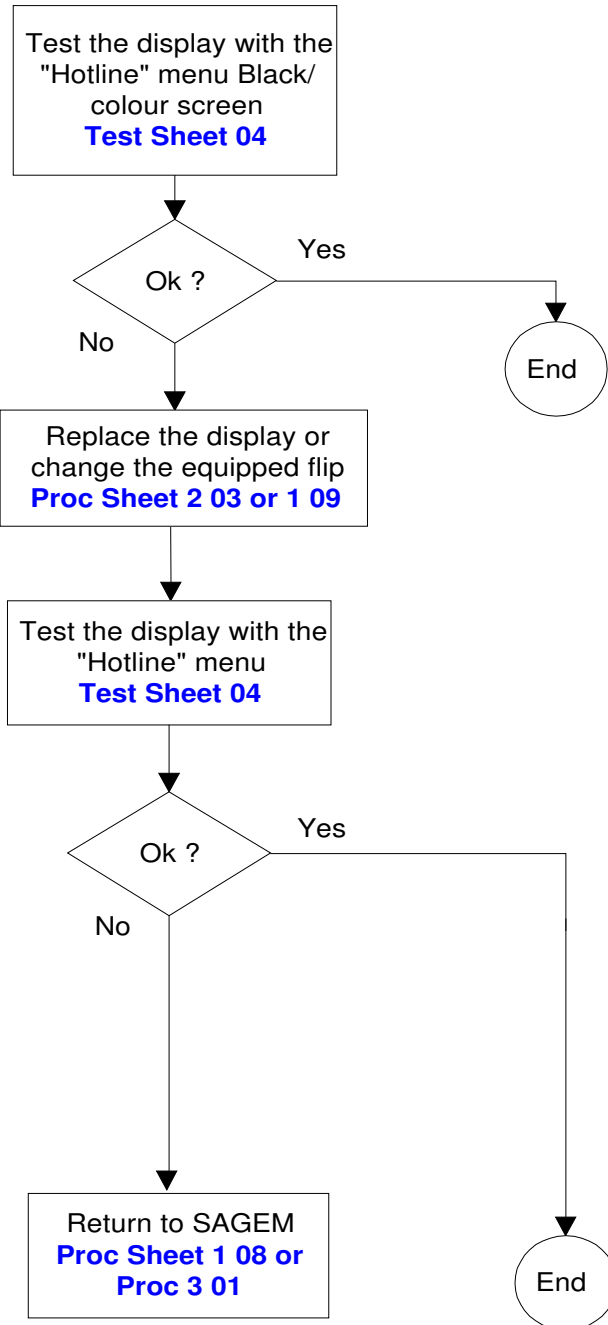 Test the display with the
"Hotline" menu Black/
colour screen
Test Sheet 04
Yes
Ok ?
No
End
Replace the display or
change the equipped flip
Proc Sheet 2 03 or 1 09
Test the display with the
"Hotline" menu
Test Sheet 04
Yes
Ok ?
No
Return to SAGEM
Proc Sheet 1 08 or
Proc 3 01
End